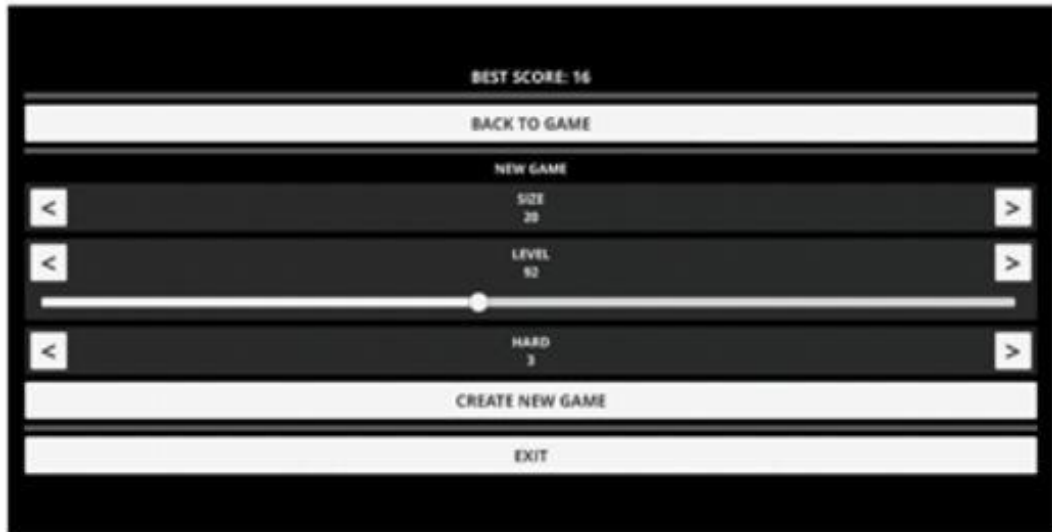 BEST SCORE: 16
BACK TO GAME
NEW GAME
< SIZE >
20
< LEVEL >
92
< HARD >
3
CREATE NEW GAME
EXIT